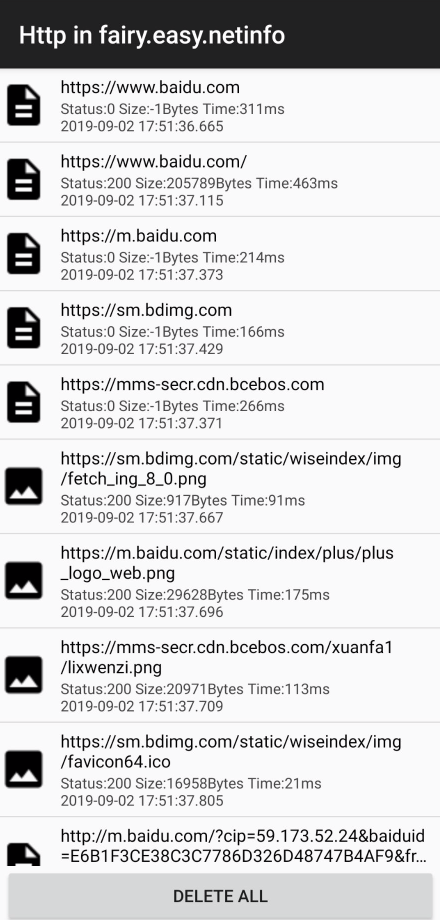 Http in fairy.easy.netinfo
https://www.baidu.com
Status:0 Size:-1Bytes Time:311ms
2019-09-02 17:51:36.665
https://www.baidu.com/
Status:200 Size:205789Bytes Time:463ms
2019-09-02 17:51:37.115
https://m.baidu.com
Status:0 Size:-1Bytes Time:214ms
2019-09-02 17:51:37.373
https://sm.bdimg.com
Status:0 Size:-1Bytes Time:166ms
2019-09-02 17:51:37.429
https://mms-secr.cdn.bcebos.com
Status:0 Size:-1Bytes Time:266ms
2019-09-02 17:51:37.371
https://sm.bdimg.com/static/wiseindex/img
/fetch_ing_8_0.png
Status:200 Size:917Bytes Time:91ms
2019-09-02 17:51:37.667
https://m.baidu.com/static/index/plus/plus
_logo_web.png
Status:200 Size:29628Bytes Time:175ms
2019-09-02 17:51:37.696
https://mms-secr.cdn.bcebos.com/xuanfa1
/lixwenzi.png
Status:200 Size:20971Bytes Time:113ms
2019-09-02 17:51:37.709
https://sm.bdimg.com/static/wiseindex/img
/favicon64.ico
Status:200 Size:16958Bytes Time:21ms
2019-09-02 17:51:37.805
http://m.baidu.com/?cip=59.173.52.24&baiduid
=E6B1F3CE38C3C7786D326D48747B4AF9&fr...
DELETE ALL